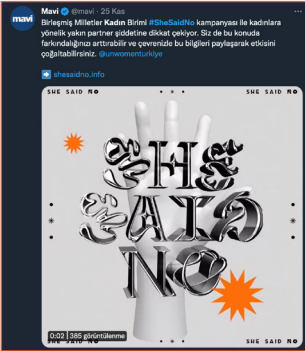 mavi
Mavi @mavi · 25 Kas
Birleşmiş Milletler Kadın Birimi #SheSaidNo kampanyası ile kadınlara
yönelik yakın partner şiddetine dikkat çekiyor. Siz de bu konuda
farkındalığınızı arttırabilir ve çevrenizle bu bilgileri paylaşarak etkisini
çoğaltabilirsiniz. @unwomenturkiye
shesaidno.info
SHE SAID NO SHE SAID NO
SHE
SAID
NO
0:02 | 385 görüntülenme
SHE SAID NO SHE SAID NO